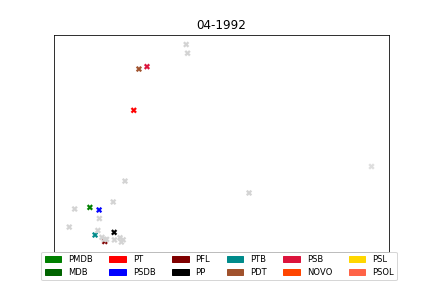 04-1992
PMDB PT PFL PTB PSB PSL
MDB PSDB PP PDT NOVO PSOL